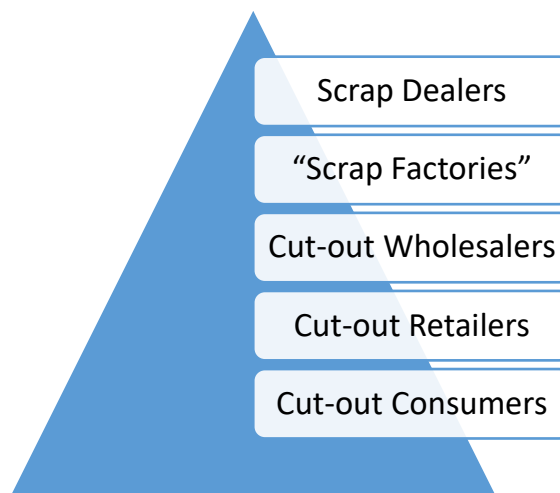 Scrap Dealers
“Scrap Factories”
Cut-out Wholesalers
Cut-out Retailers
Cut-out Consumers